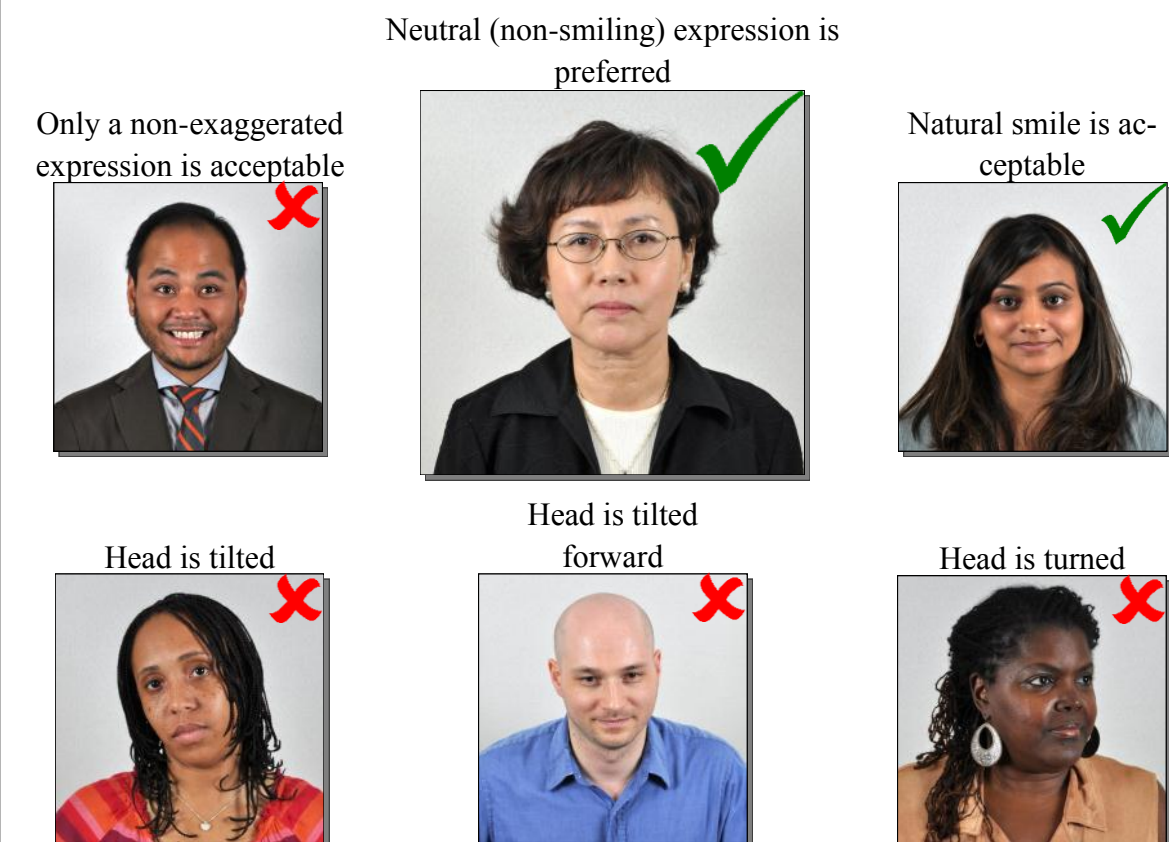 Neutral (non-smiling) expression is
preferred
Only a non-exaggerated
expression is acceptable
Natural smile is ac-
ceptable
Head is tilted
Head is tilted
forward
Head is turned